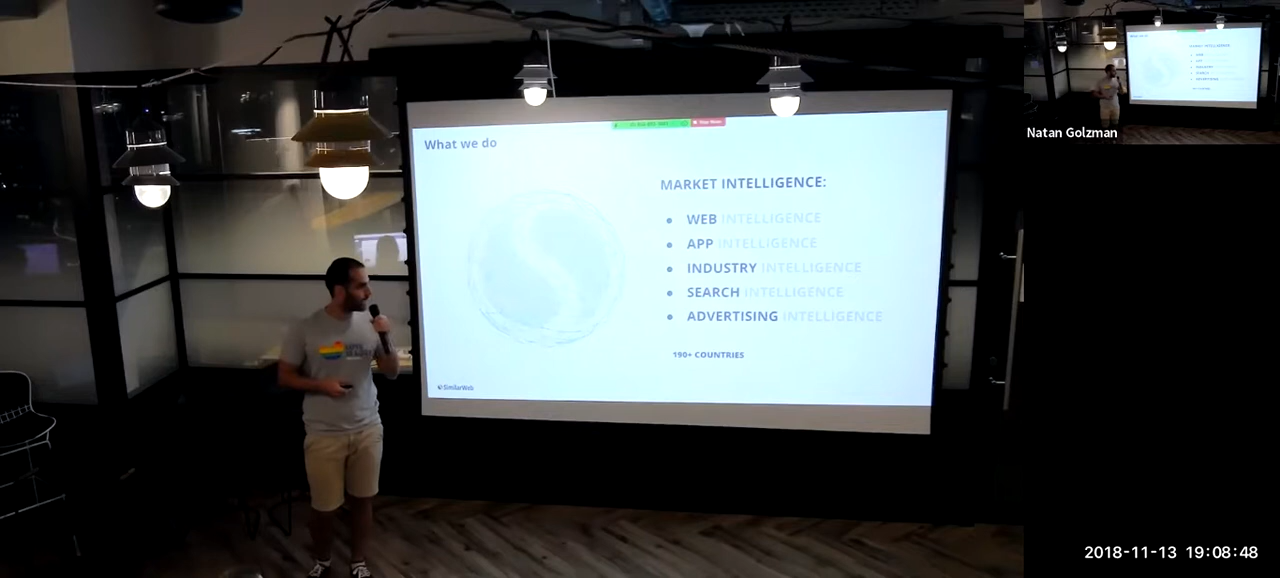 What we do
MARKET INTELLIGENCE:
WEB INTELLIGENCE
APP INTELLIGENCE
INDUSTRY INTELLIGENCE
SEARCH INTELLIGENCE
ADVERTISING INTELLIGENCE
190+ COUNTRIES
SimilarWeb
Natan Golzman
2018-11-13 19:08:48